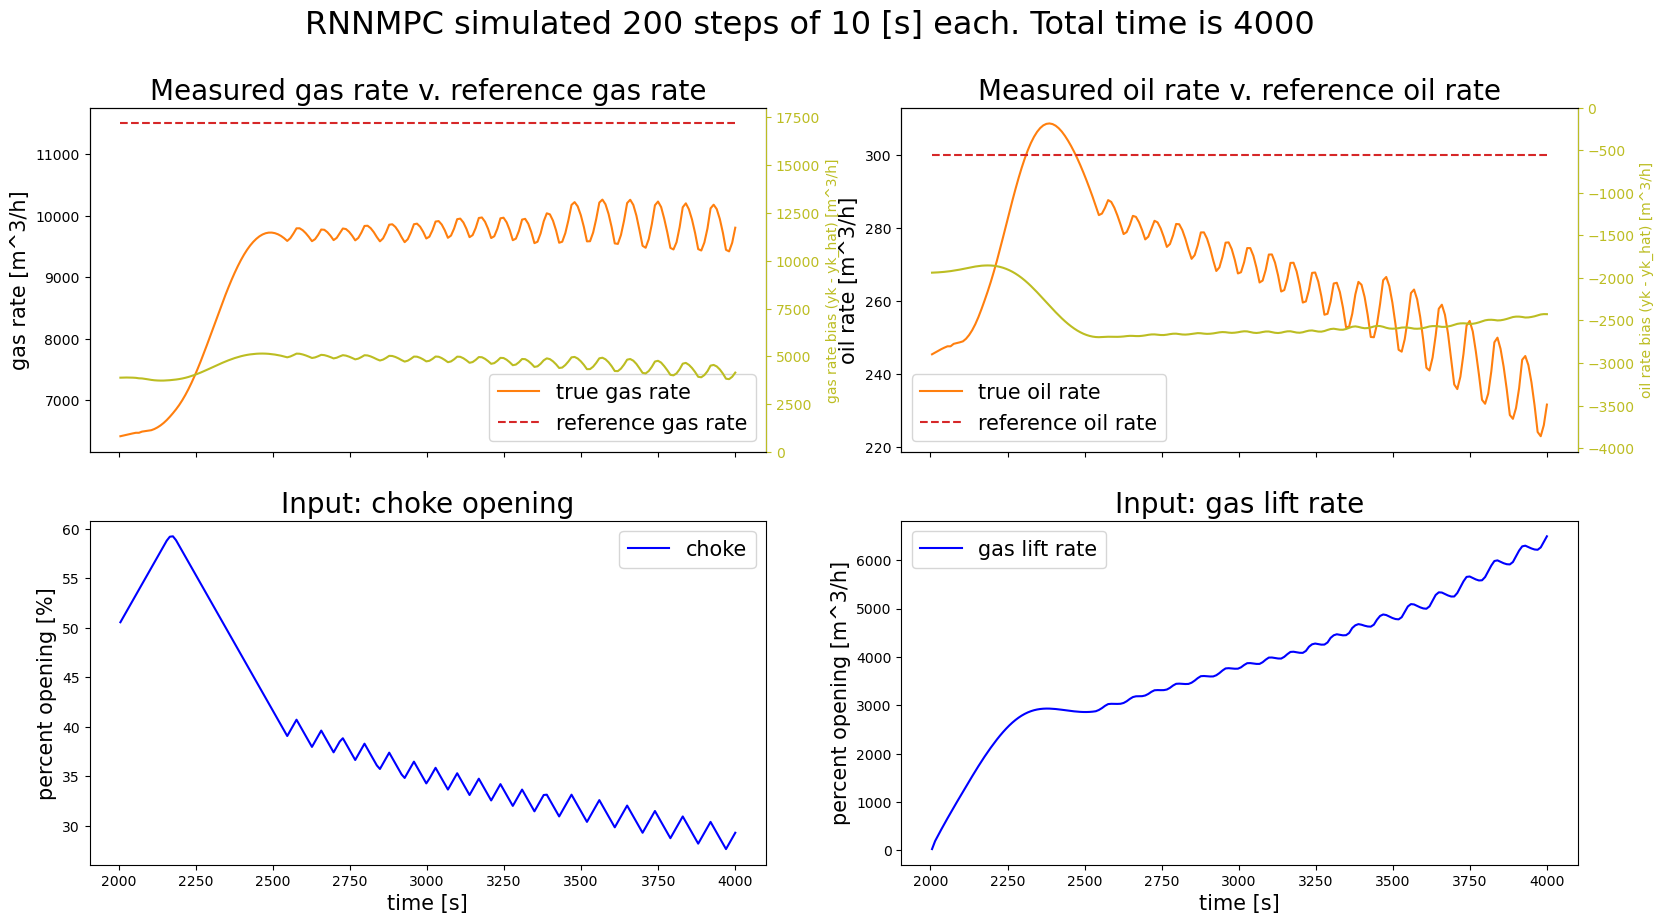 RNNMPC simulated 200 steps of 10 [s] each. Total time is 4000
Measured gas rate v. reference gas rate
gas rate [m^3/h]
11000
10000
9000
8000
7000
17500
15000
12500
10000
7500
5000
2500
0
gas rate bias (yk - yk_hat) [m^3/h]
true gas rate
reference gas rate
Measured oil rate v. reference oil rate
oil rate [m^3/h]
300
280
260
240
220
0
−500
−1000
−1500
−2000
−2500
−3000
−3500
−4000
oil rate bias (yk - yk_hat) [m^3/h]
true oil rate
reference oil rate
Input: choke opening
percent opening [%]
60
55
50
45
40
35
30
choke
2000 2250 2500 2750 3000 3250 3500 3750 4000
time [s]
Input: gas lift rate
percent opening [m^3/h]
6000
5000
4000
3000
2000
1000
0
gas lift rate
2000 2250 2500 2750 3000 3250 3500 3750 4000
time [s]